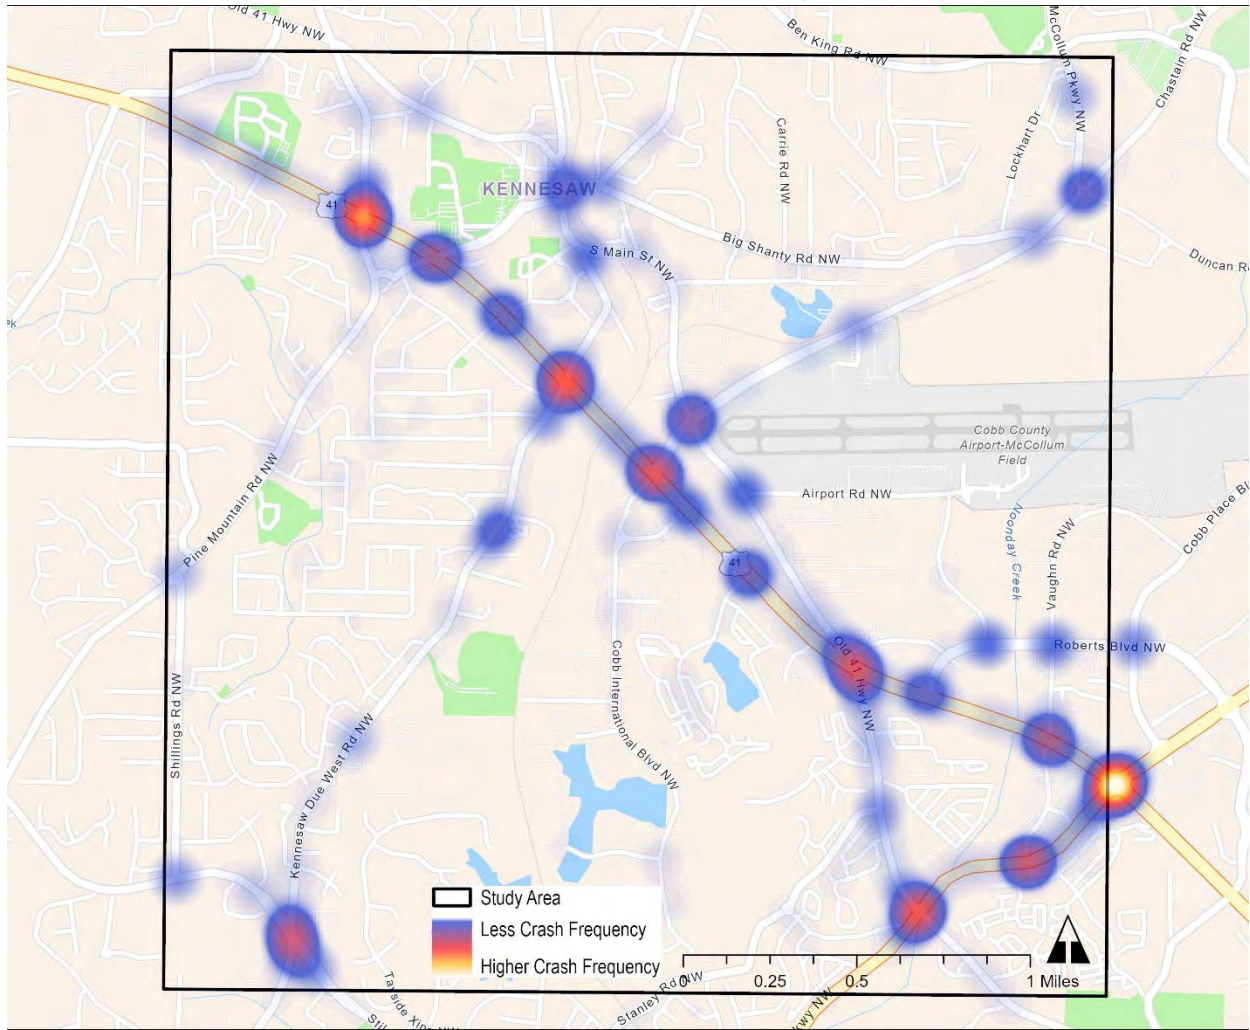 Old 41 Hwy NW
Ben King Rd NW
McCollum Pkwy NW
Chastain Rd NW
Carrie Rd NW
Lockhart Dr
KENNESAW
41
S Main St NW
Big Shanty Rd NW
Duncan Rd
Cobb County
Airport-McCollum
Field
Pine Mountain Rd NW
Airport Rd NW
Cobb Place Bl
Noonday Creek
Vaughn Rd NW
41
Roberts Blvd NW
Old 41 Hwy NW
Cobb International Blvd NW
Shillings Rd NW
Kennesaw Due West Rd NW
Study Area
Less Crash Frequency
Higher Crash Frequency
0 0.25 0.5 1 Miles
Stanley Rd NW
kwy NW